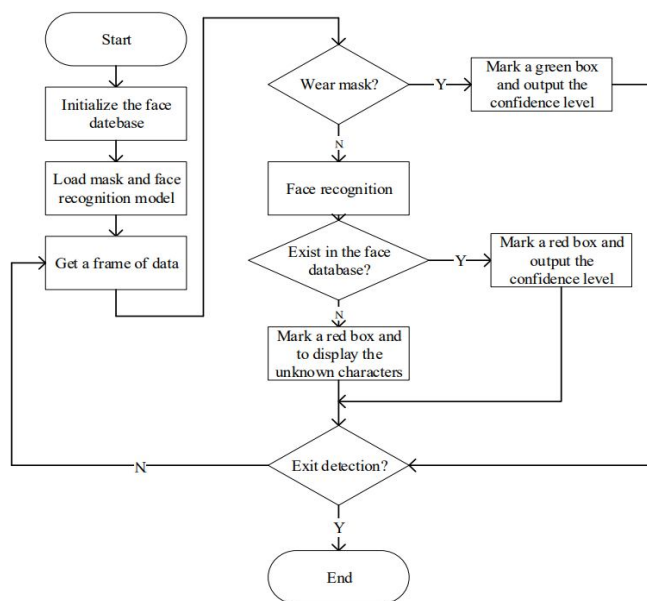 Start
Initialize the face
datebase
Load mask and face
recognition model
Get a frame of data
Wear mask?
Y
Mark a green box
and output the
confidence level
N
Face recognition
Exist in the face
database?
Y
Mark a red box and
output the
confidence level
N
Mark a red box and
to display the
unknown characters
Exit detection?
N
Y
End